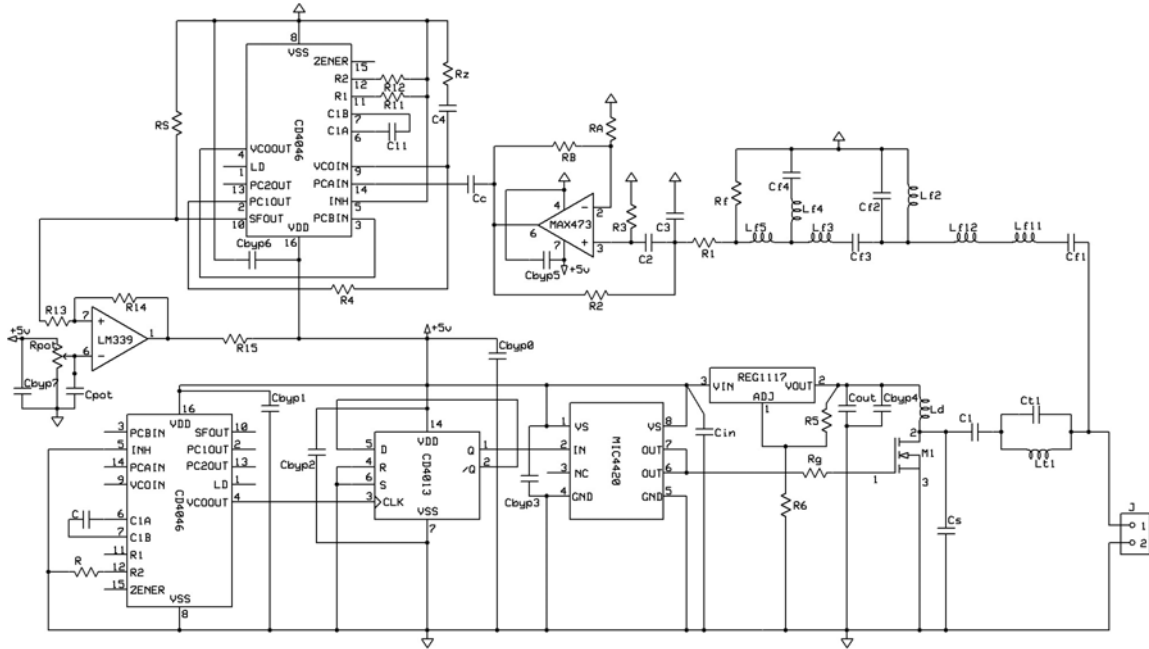 8
VSS
ZENER 15
R2 12 R12
R1 11 R11
C1B 7
C1A 6 C11
CD4046
4 VCOOUT
1 LD
13 PC2OUT
2 PC1OUT
10 SFOUT
VCOIN 9
PCAIN 14
INH 5
PCBIN 3
VDD
16
Cbyp6
RS
Rz
C4
R4
Cc
RA
RB
MAX473
4
- 2
+ 3
6
7
+5v
Cbyp5
R3
C3
C2
R2
R1
Rf
Cf4
Lf4
Lf5
Lf3
Cf3
Cf2
Lf2
Lf12
Lf11
Cf1
R13
R14
7 +
6 -
LM339
1
+5v
Rpot
Cbyp7
Cpot
R15
+5v
Cbyp0
Cbyp1
16
VDD
3 PCBIN
5 INH
14 PCAIN
9 VCOIN
SFOUT 10
PC1OUT 2
PC2OUT 13
LD 1
VCOOUT 4
CD4046
6 C1A
7 C1B
11 R1
12 R2
15 ZENER
VSS
8
C
R
Cbyp2
14
VDD
5 D
4 R
6 S
3 CLK
Q 1
/Q 2
CD4013
VSS
7
Cbyp3
1 VS
2 IN
3 NC
4 GND
MIC4420
VS 8
OUT 7
OUT 6
GND 5
Cin
3 VIN
REG1117
VOUT 2
ADJ
1
R5
R6
Cout
Cbyp4
Ld
Rg
2
M1
1
3
Cs
C1
Ct1
Lt1
J
1
2